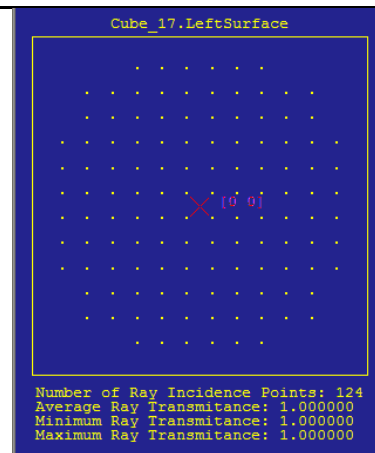 Cube_17.LeftSurface
[0 0]
Number of Ray Incidence Points: 124
Average Ray Transmitance: 1.000000
Minimum Ray Transmitance: 1.000000
Maximum Ray Transmitance: 1.000000